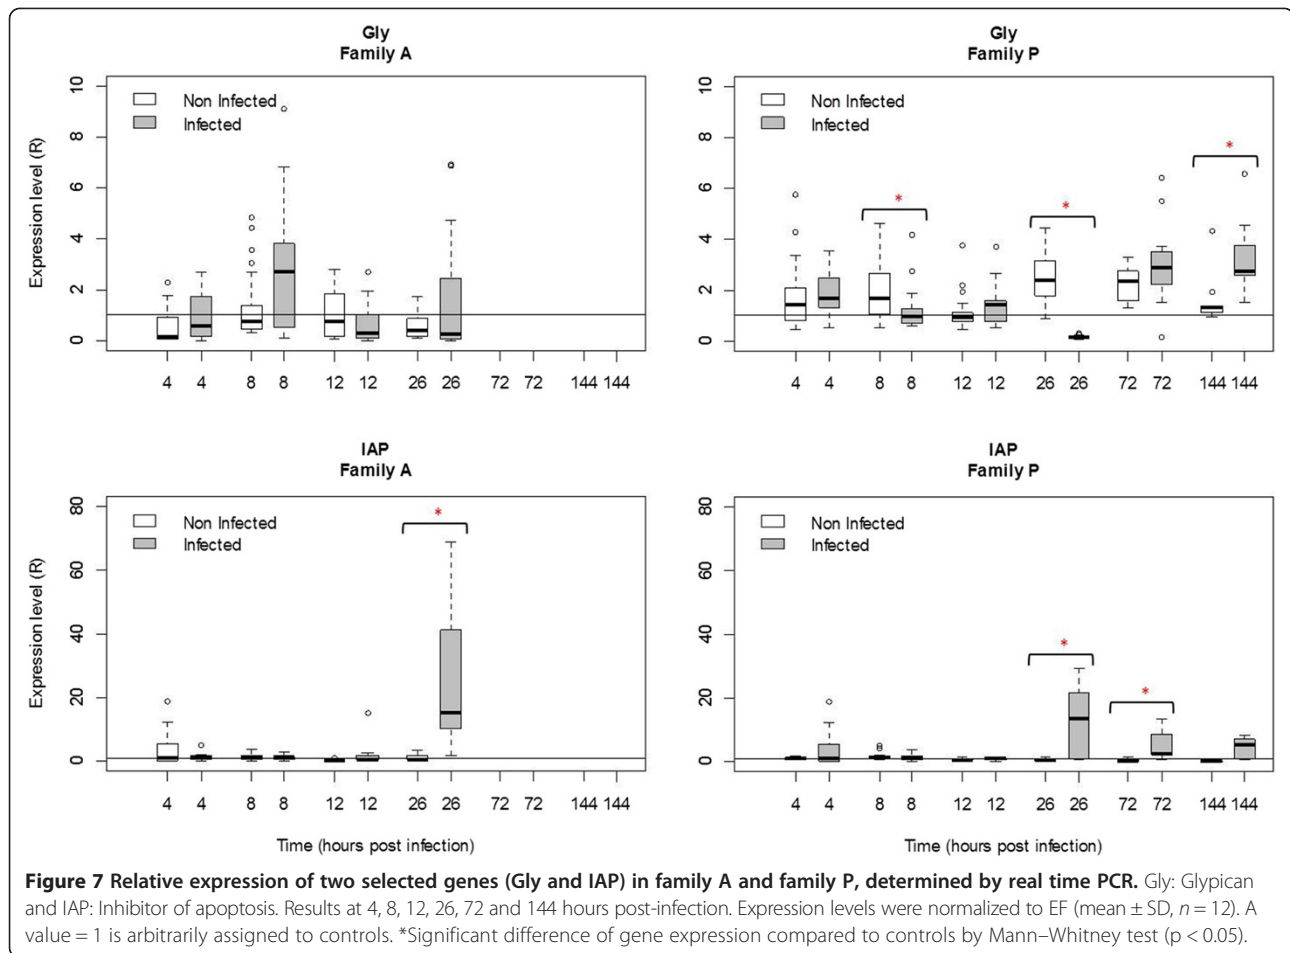 Gly
Family A
Expression level (R)
10
8
6
4
2
0
Non Infected
Infected
4 4 8 8 12 12 26 26 72 72 144 144
Gly
Family P
10
8
6
4
2
0
Non Infected
Infected
* * *
4 4 8 8 12 12 26 26 72 72 144 144
IAP
Family A
Expression level (R)
80
60
40
20
0
Non Infected
Infected
*
4 4 8 8 12 12 26 26 72 72 144 144
Time (hours post infection)
IAP
Family P
80
60
40
20
0
Non Infected
Infected
* *
4 4 8 8 12 12 26 26 72 72 144 144
Time (hours post infection)
Figure 7 Relative expression of two selected genes (Gly and IAP) in family A and family P, determined by real time PCR. Gly: Glypican
and IAP: Inhibitor of apoptosis. Results at 4, 8, 12, 26, 72 and 144 hours post-infection. Expression levels were normalized to EF (mean ± SD, n = 12). A
value = 1 is arbitrarily assigned to controls. *Significant difference of gene expression compared to controls by Mann–Whitney test (p < 0.05).